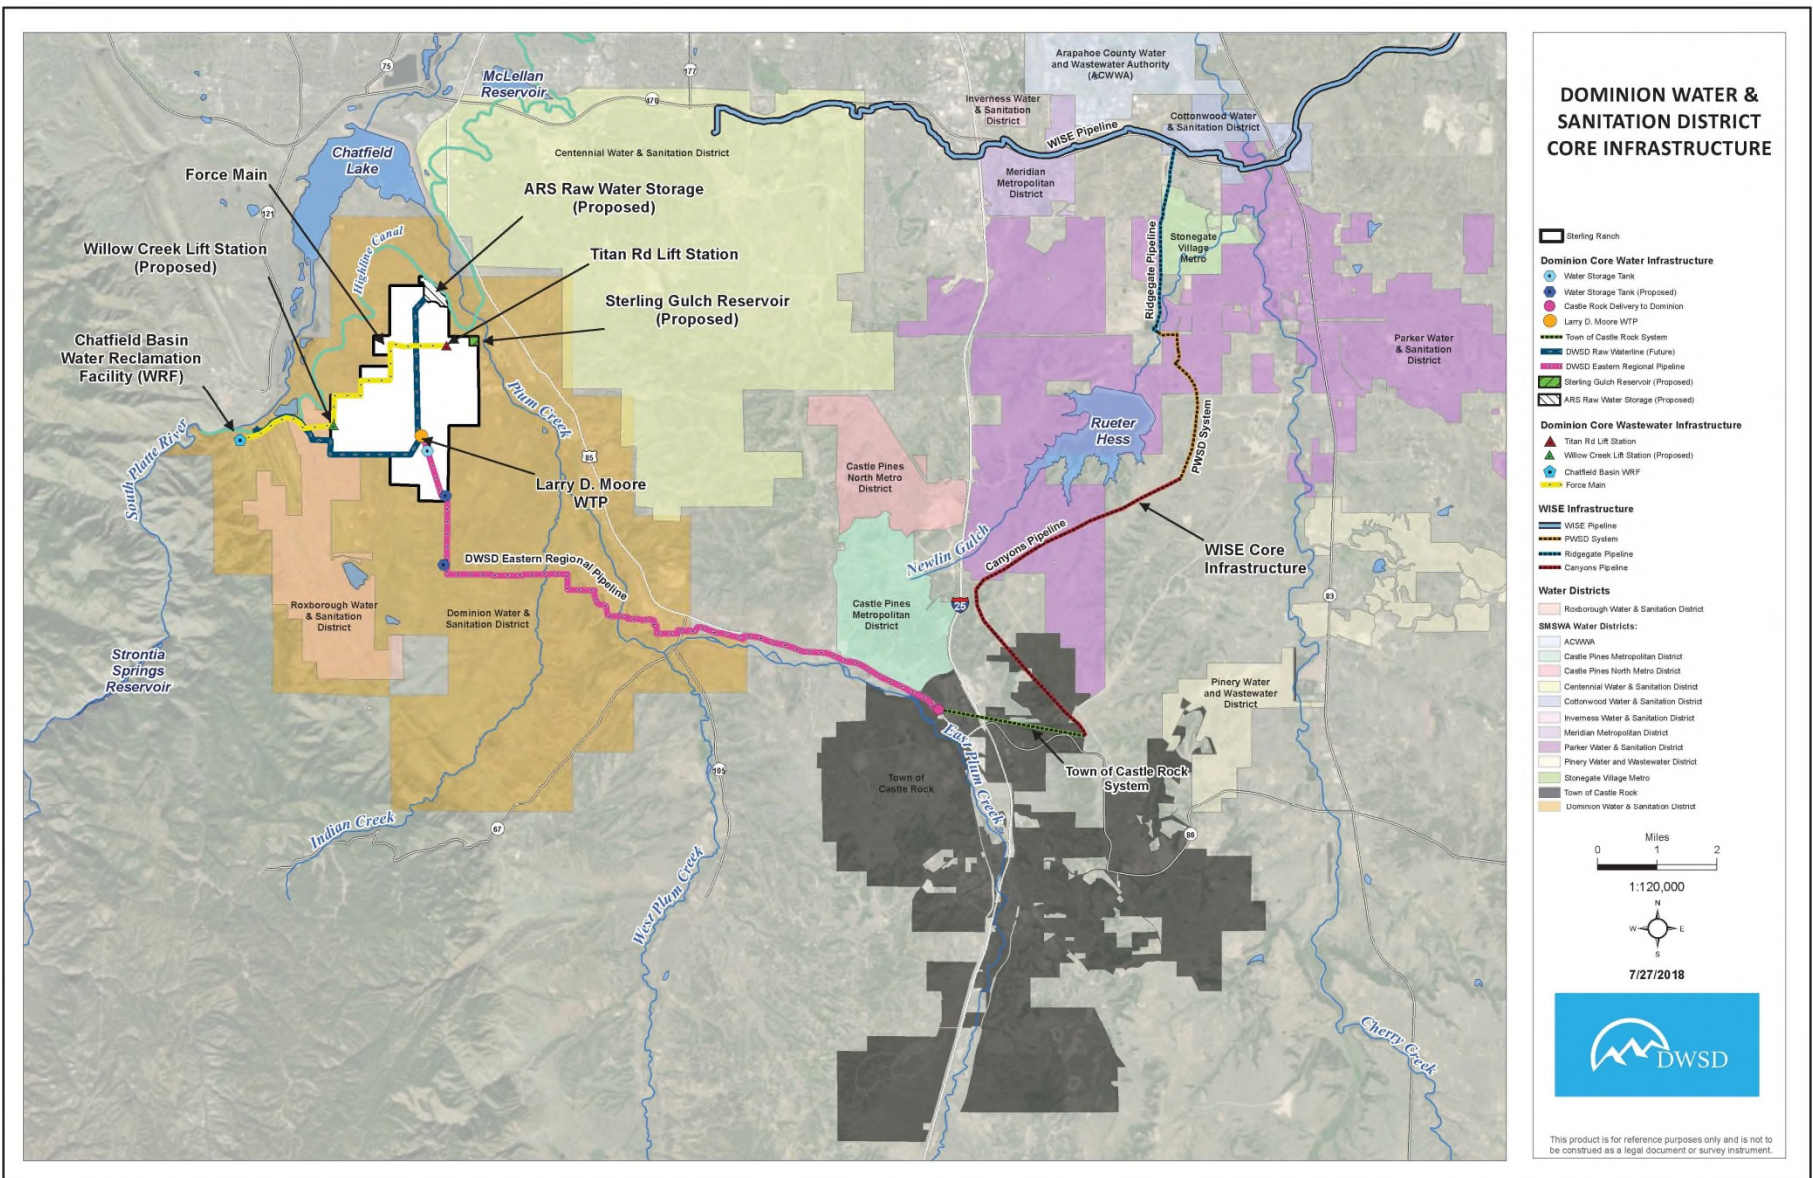 75
McLellan
Reservoir
177
470
Arapahoe County Water
and Wastewater Authority
(ACWWA)
Inverness Water
& Sanitation
District
Cottonwood Water
& Sanitation District
WISE Pipeline
Chatfield
Lake
Centennial Water & Sanitation District
Force Main
ARS Raw Water Storage
(Proposed)
Meridian
Metropolitan
District
121
Highline Canal
Willow Creek Lift Station
(Proposed)
Titan Rd Lift Station
Ridgegate Pipeline
Stonegate
Village
Metro
Sterling Gulch Reservoir
(Proposed)
Chatfield Basin
Water Reclamation
Facility (WRF)
Parker Water
& Sanitation
District
Plum Creek
Rueter
Hess
PWSD System
South Platte River
85
Castle Pines
North Metro
District
Larry D. Moore
WTP
Canyons Pipeline
Newlin Gulch
WISE Core
Infrastructure
DWSD Eastern Regional Pipeline
83
Roxborough Water
& Sanitation
District
Dominion Water &
Sanitation District
Castle Pines
Metropolitan
District
25
Strontia
Springs
Reservoir
Pinery Water
and Wastewater
District
East Plum Creek
Town of Castle Rock
System
105
Town of
Castle Rock
Indian Creek
67
86
West Plum Creek
Cherry Creek
DOMINION WATER &
SANITATION DISTRICT
CORE INFRASTRUCTURE
Sterling Ranch
Dominion Core Water Infrastructure
Water Storage Tank
Water Storage Tank (Proposed)
Castle Rock Delivery to Dominion
Larry D. Moore WTP
Town of Castle Rock System
DWSD Raw Waterline (Future)
DWSD Eastern Regional Pipeline
Sterling Gulch Reservoir (Proposed)
ARS Raw Water Storage (Proposed)
Dominion Core Wastewater Infrastructure
Titan Rd Lift Station
Willow Creek Lift Station (Proposed)
Chatfield Basin WRF
Force Main
WISE Infrastructure
WISE Pipeline
PWSD System
Ridgegate Pipeline
Canyons Pipeline
Water Districts
Roxborough Water & Sanitation District
SMSWA Water Districts:
ACWWA
Castle Pines Metropolitan District
Castle Pines North Metro District
Centennial Water & Sanitation District
Cottonwood Water & Sanitation District
Inverness Water & Sanitation District
Meridian Metropolitan District
Parker Water & Sanitation District
Pinery Water and Wastewater District
Stonegate Village Metro
Town of Castle Rock
Dominion Water & Sanitation District
Miles
0 1 2
1:120,000
N
W E
S
7/27/2018
DWSD
This product is for reference purposes only and is not to
be construed as a legal document or survey instrument.